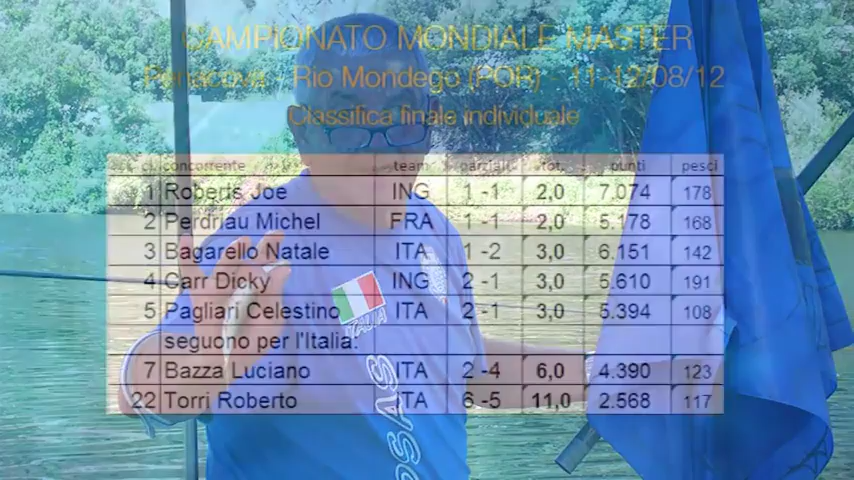 CAMPIONATO MONDIALE MASTER
Penacova - Rio Mondego (POR) - 11-12/08/12
Classifica finale individuale
cl. concorrente team parziali tot. punti pesci
1 Roberts Joe ING 1 -1 2,0 7.074 178
2 Perdriau Michel FRA 1 -1 2,0 5.178 168
3 Bagarello Natale ITA 1 -2 3,0 6.151 142
4 Carr Dicky ING 2 -1 3,0 5.610 191
5 Pagliari Celestino ITA 2 -1 3,0 5.394 108
seguono per l'Italia:
7 Bazza Luciano ITA 2 -4 6,0 4.390 123
22 Torri Roberto ITA 6 -5 11,0 2.568 117
ITALIA